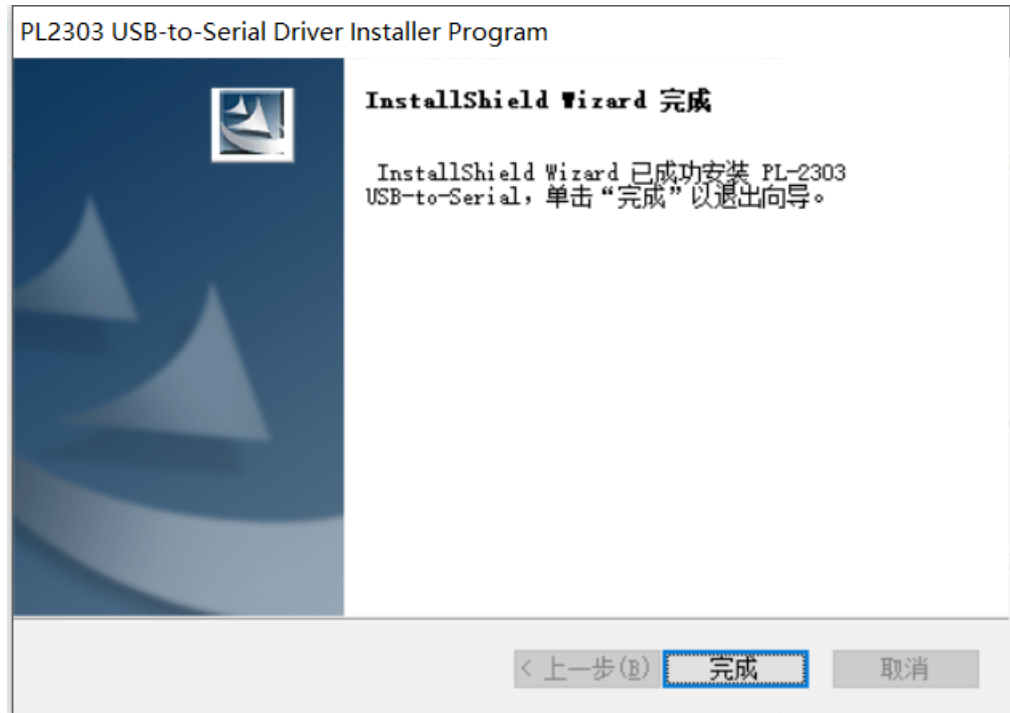 PL2303 USB-to-Serial Driver Installer Program
InstallShield Wizard 完成
InstallShield Wizard 已成功安装 PL-2303
USB-to-Serial，单击“完成”以退出向导。
< 上一步(B)
完成
取消